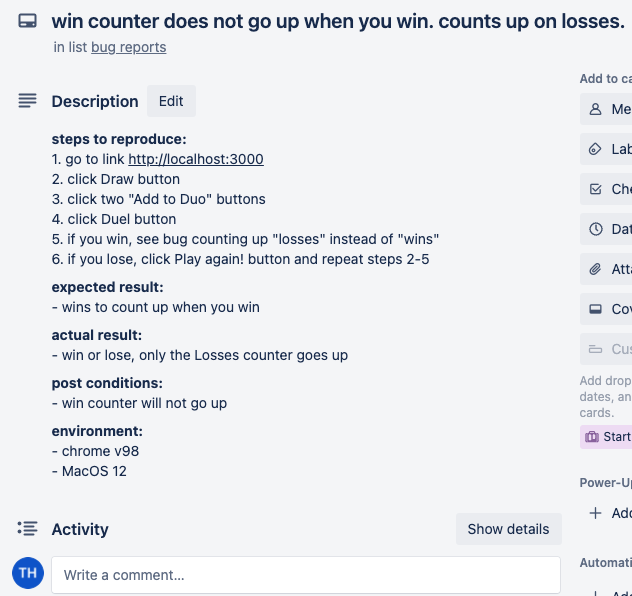 win counter does not go up when you win. counts up on losses.
in list bug reports
Add to ca
Description
Edit
Me
steps to reproduce:
1. go to link http://localhost:3000
Lab
2. click Draw button
3. click two "Add to Duo" buttons
Che
4. click Duel button
5. if you win, see bug counting up "losses" instead of "wins"
Dat
6. if you lose, click Play again! button and repeat steps 2-5
Atta
expected result:
- wins to count up when you win
Cov
actual result:
- win or lose, only the Losses counter goes up
Cus
post conditions:
Add drop
dates, an
cards.
- win counter will not go up
environment:
Start
- chrome v98
- MacOS 12
Power-Up
Add
Activity
Show details
Automati
TH
Write a comment...